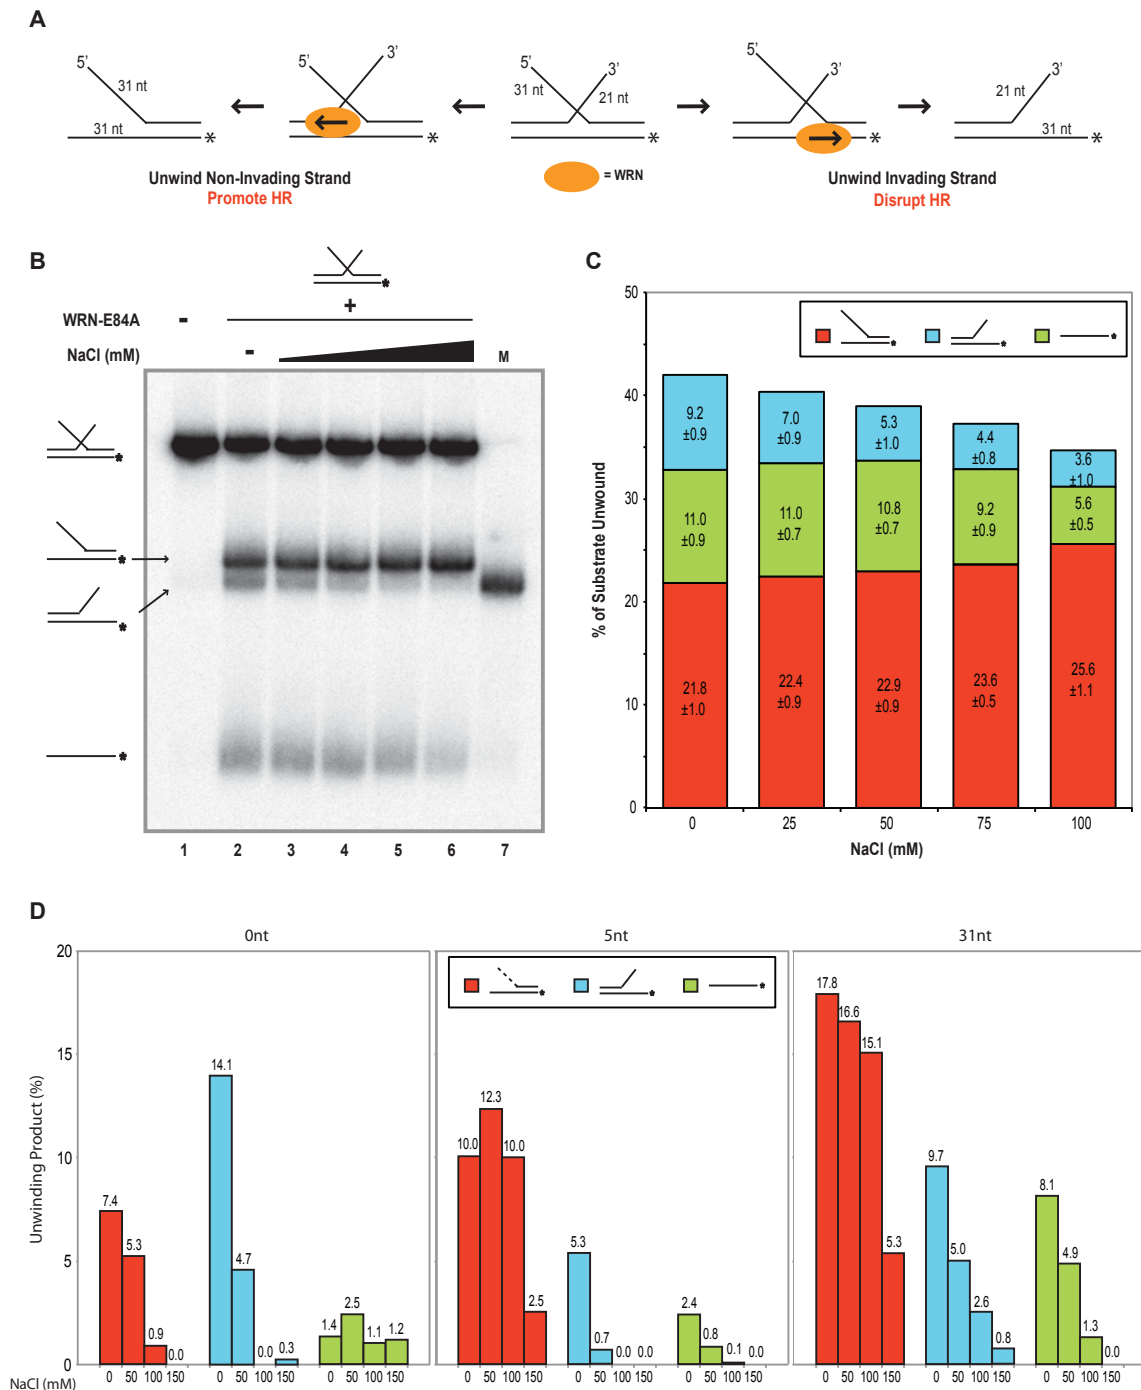 A
5’ 3’ 5’ 3’ 5’ 3’
31 nt 31 nt 21 nt 21 nt
31 nt * * * * 31 nt *
Unwind Non-Invading Strand
Promote HR
= WRN
Unwind Invading Strand
Disrupt HR
B
*
+
WRN-E84A -
NaCl (mM) - M
*
*
*
*
1 2 3 4 5 6 7
C
50
40
30
20
10
0
% of Substrate Unwound
* * *
9.2 ±0.9
11.0 ±0.9
21.8 ±1.0
7.0 ±0.9
11.0 ±0.7
22.4 ±0.9
5.3 ±1.0
10.8 ±0.7
22.9 ±0.9
4.4 ±0.8
9.2 ±0.9
23.6 ±0.5
3.6 ±1.0
5.6 ±0.5
25.6 ±1.1
0 25 50 75 100
NaCl (mM)
D
0nt 5nt 31nt
* * *
20
15
10
5
0
Unwinding Product (%)
7.4 5.3 0.9 0.0
14.1 4.7 0.0 0.3
1.4 2.5 1.1 1.2
10.0 12.3 10.0 2.5
5.3 0.7 0.0 0.0
2.4 0.8 0.1 0.0
17.8 16.6 15.1 5.3
9.7 5.0 2.6 0.8
8.1 4.9 1.3 0.0
NaCl (mM) 0 50 100 150 0 50 100 150 0 50 100 150 0 50 100 150 0 50 100 150 0 50 100 150 0 50 100 150 0 50 100 150 0 50 100 150